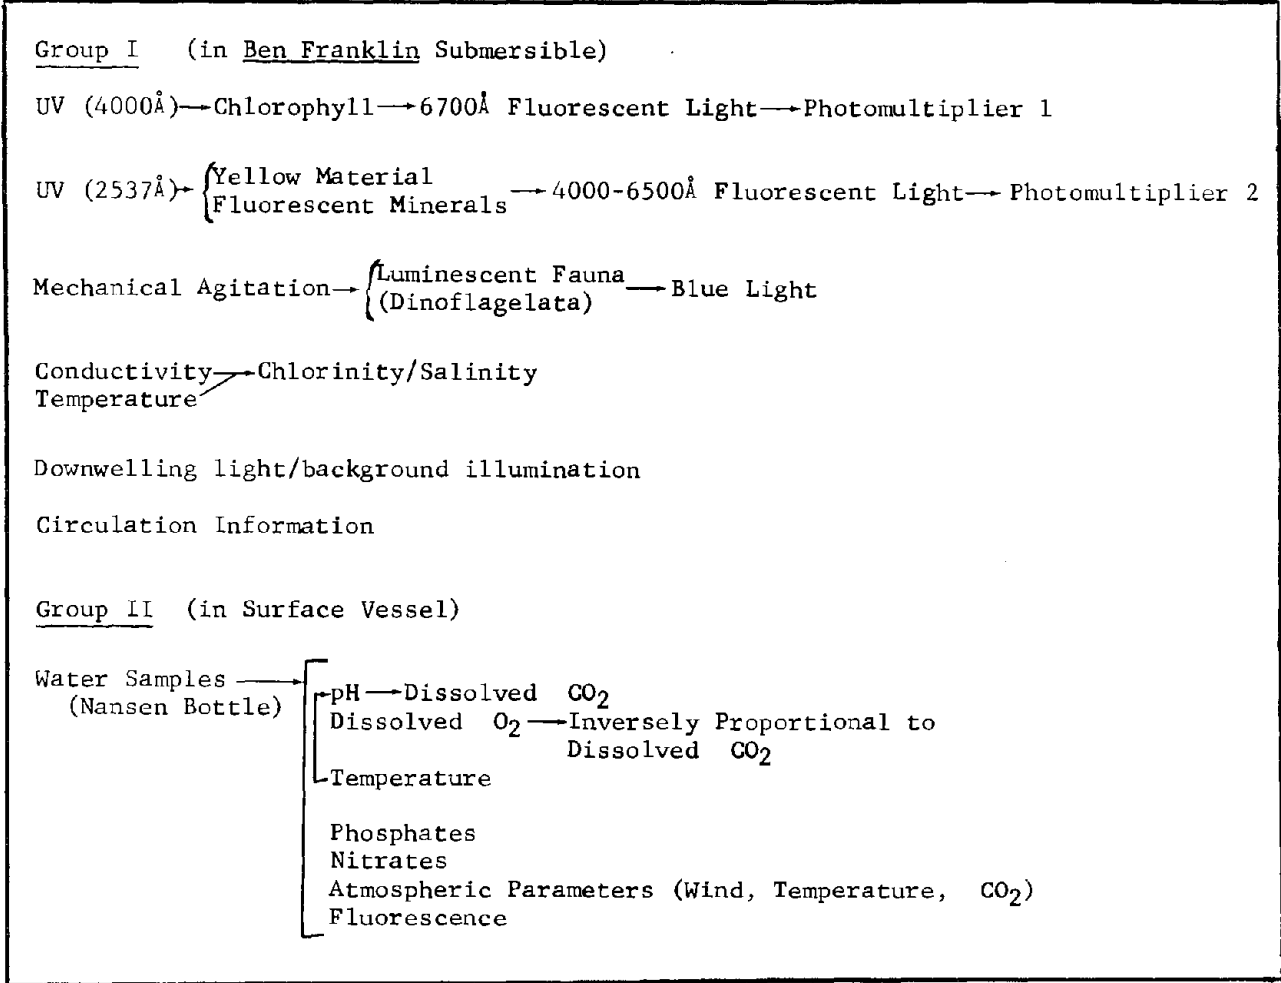 Group I (in Ben Franklin Submersible)
UV (4000Å)→Chlorophyll→6700Å Fluorescent Light→Photomultiplier 1
UV (2537Å)→{Yellow Material
Fluorescent Minerals→4000-6500Å Fluorescent Light→Photomultiplier 2
Mechanical Agitation→{Luminescent Fauna
(Dinoflagelata)→Blue Light
Conductivity→Chlorinity/Salinity
Temperature
Downwelling light/background illumination
Circulation Information
Group II (in Surface Vessel)
Water Samples→
(Nansen Bottle)
pH→Dissolved CO2
Dissolved O2→Inversely Proportional to
Dissolved CO2
Temperature
Phosphates
Nitrates
Atmospheric Parameters (Wind, Temperature, CO2)
Fluorescence